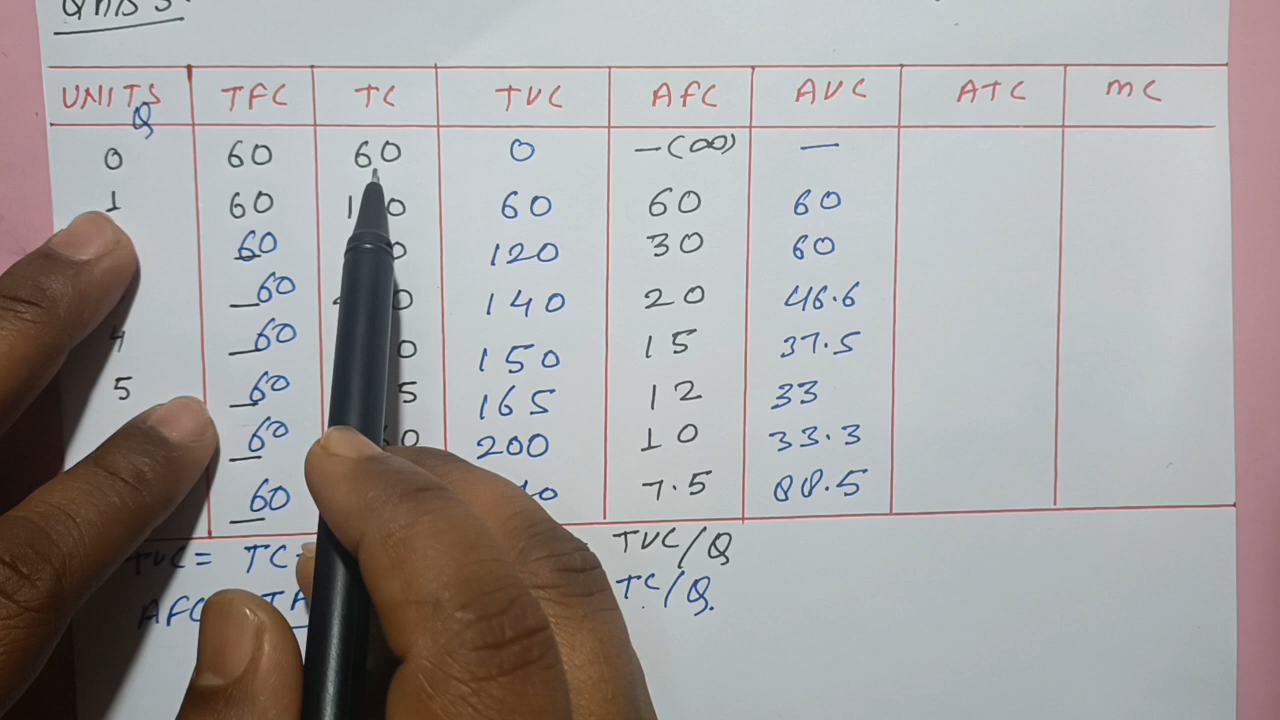 UNITS Q TFC TC TVC AFC AVC ATC MC
0 60 60 0 —(∞) —
1 60 60 60 60
60 120 30 60
60 140 20 46.6
4 60 150 15 37.5
5 60 165 12 33
60 200 10 33.3
60 7.5 88.5
TVC = TC- TVC/Q
AFC TC/Q.